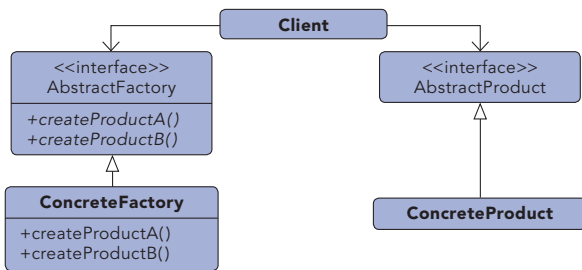 Client
<<interface>>
AbstractFactory
+createProductA()
+createProductB()
<<interface>>
AbstractProduct
ConcreteFactory
+createProductA()
+createProductB()
ConcreteProduct